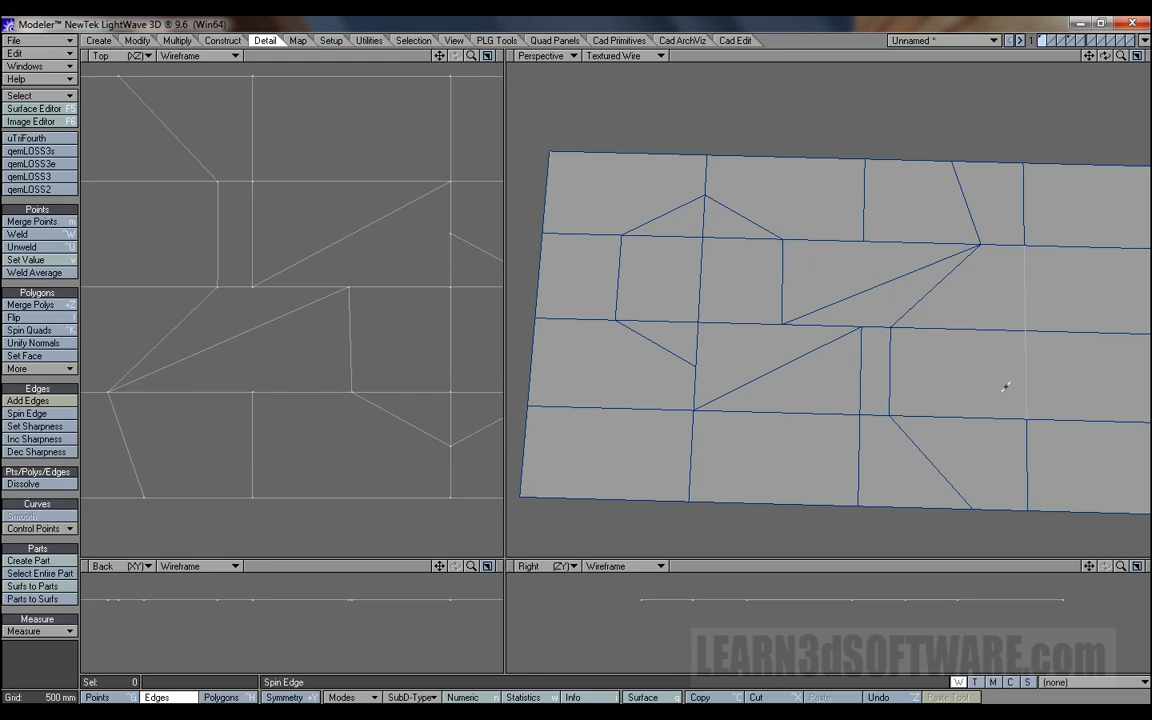 Modeler™ NewTek LightWave 3D ® 9.6 (Win64)
File Create Modify Multiply Construct Detail Map Setup Utilities Selection View PLG Tools Quad Panels Cad Primitives Cad ArchViz Cad Edit Unnamed * 1
Edit Top (XZ) Wireframe Perspective Textured Wire
Windows
Help
Select
Surface Editor F5
Image Editor F6
uTriFourth
qemLOSS3s
qemLOSS3e
qemLOSS3
qemLOSS2
Points
Merge Points m
Weld ^W
Unweld ^U
Set Value v
Weld Average
Polygons
Merge Polys +Z
Flip f
Spin Quads ^K
Unify Normals
Set Face
More
Edges
Add Edges
Spin Edge
Set Sharpness
Inc Sharpness
Dec Sharpness
Pts/Polys/Edges
Dissolve
Curves
Smooth
Control Points
Parts
Create Part
Back (XY) Wireframe Right (ZY) Wireframe
Select Entire Part
Surfs to Parts
Parts to Surfs
Measure
Measure
LEARN3dSOFTWARE.com
Sel: 0 Spin Edge W T M C S (none)
Grid: 500 mm Points ^G Edges Polygons ^H Symmetry +Y Modes SubD-Type Numeric n Statistics w Info i Surface q Copy ^C Cut ^X Paste Undo ^Z Paste Tool